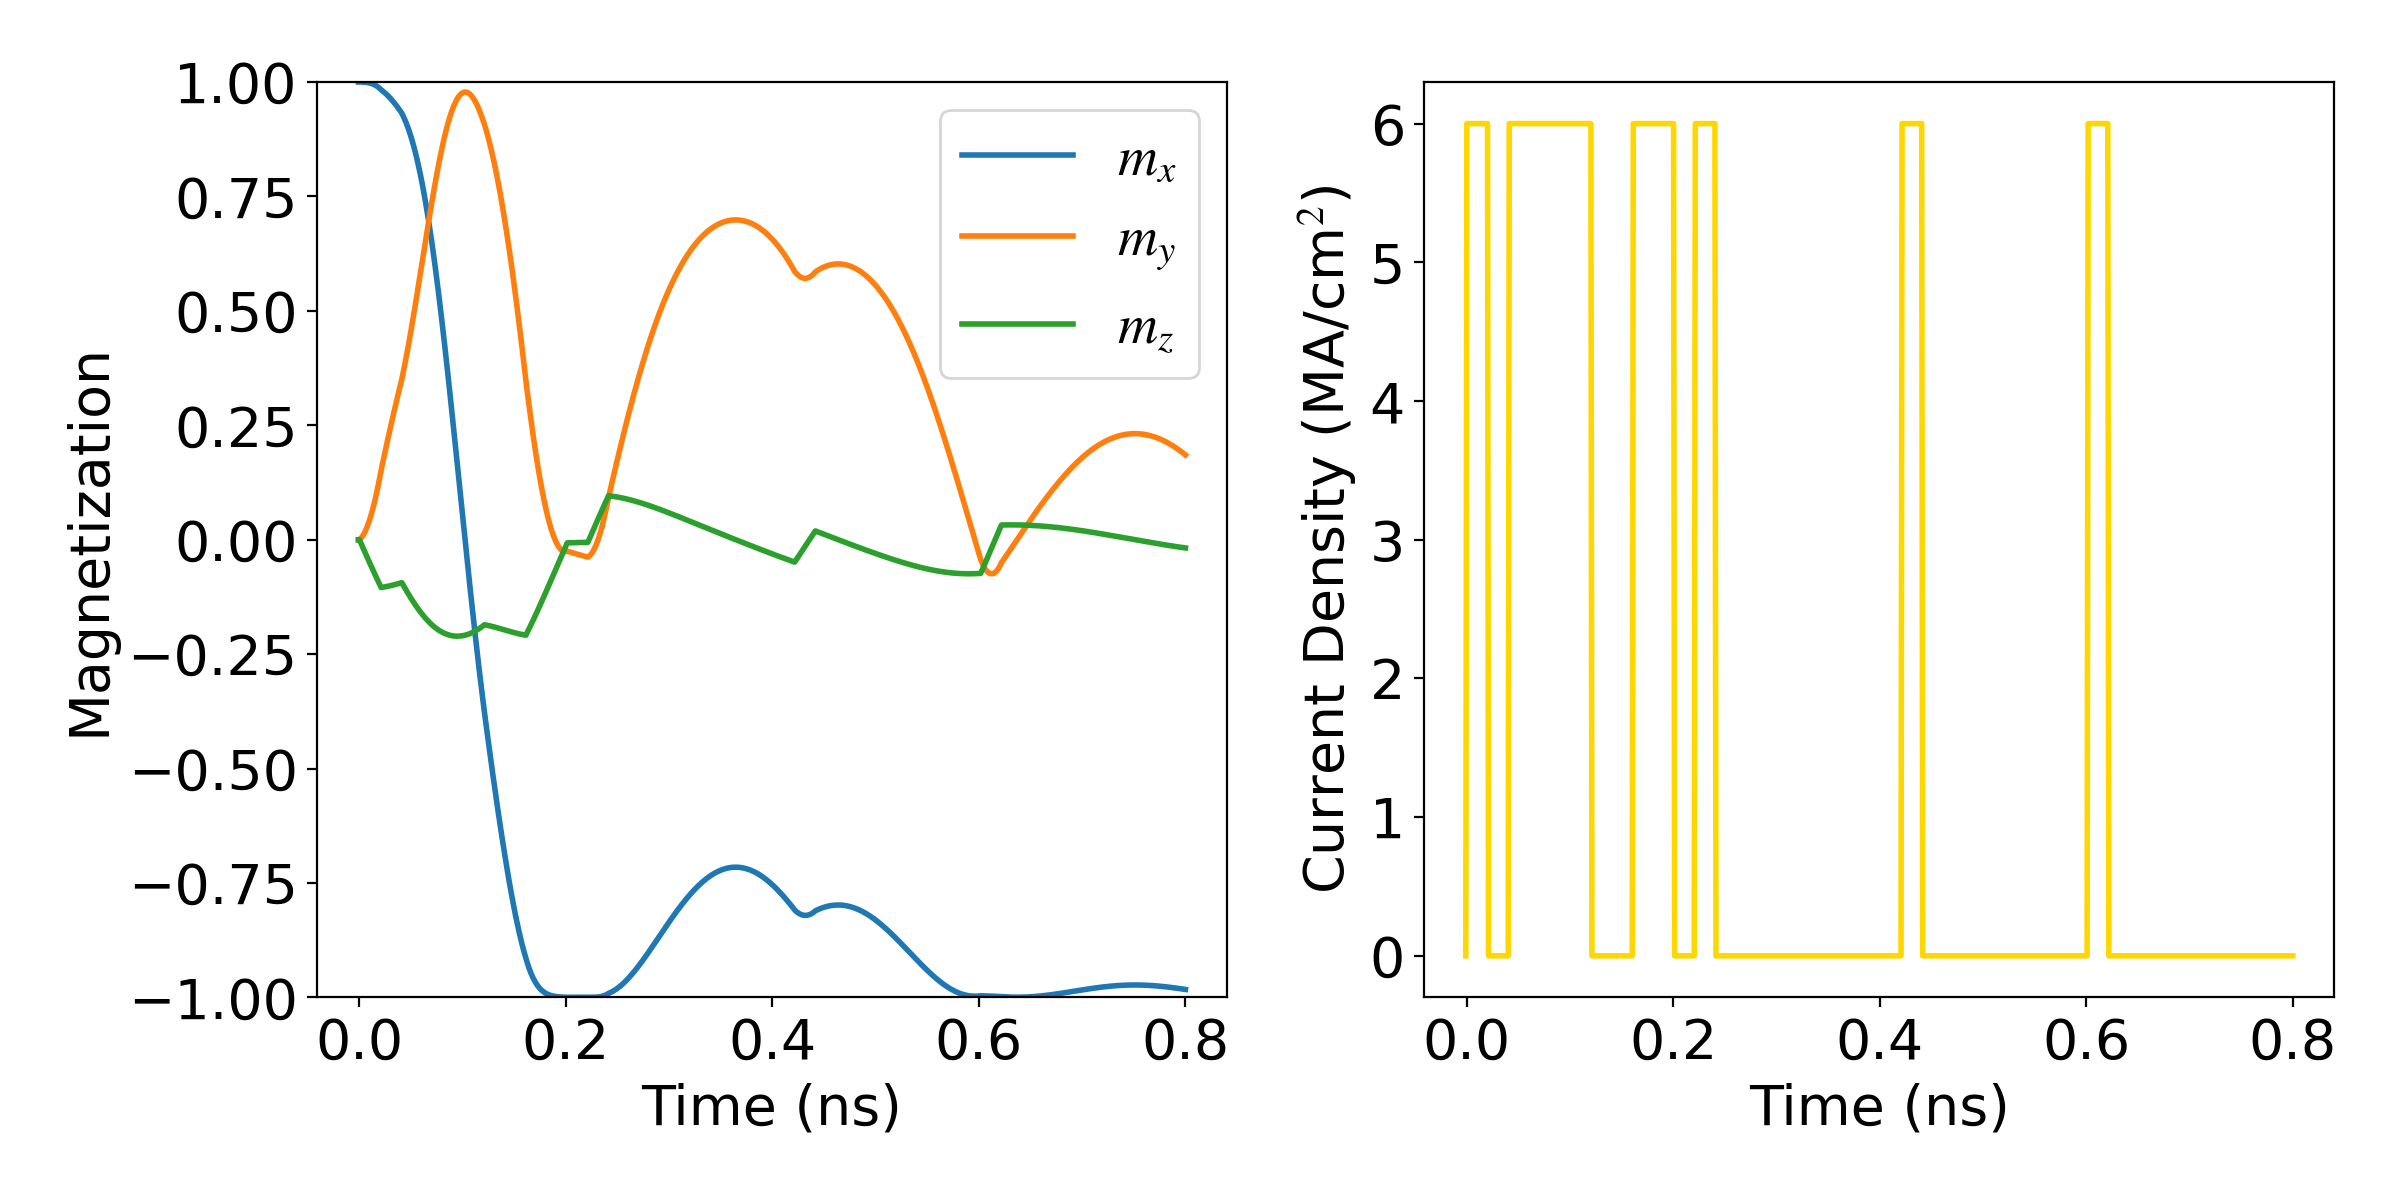 1.00
0.75
0.50
0.25
0.00
−0.25
−0.50
−0.75
−1.00
Magnetization
0.0 0.2 0.4 0.6 0.8
Time (ns)
mₓ
m_y
m_z
6
5
4
3
2
1
0
Current Density (MA/cm²)
0.0 0.2 0.4 0.6 0.8
Time (ns)